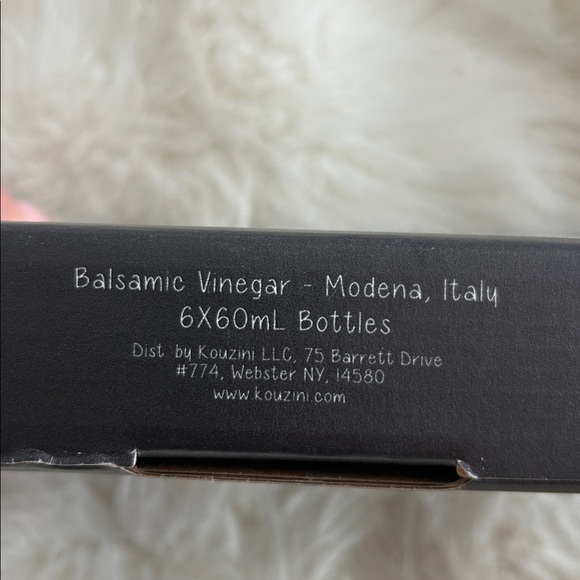 Balsamic Vinegar - Modena, Italy
6X60mL Bottles
Dist. by Kouzini LLC, 75 Barrett Drive
#774, Webster NY, 14580
www.kouzini.com